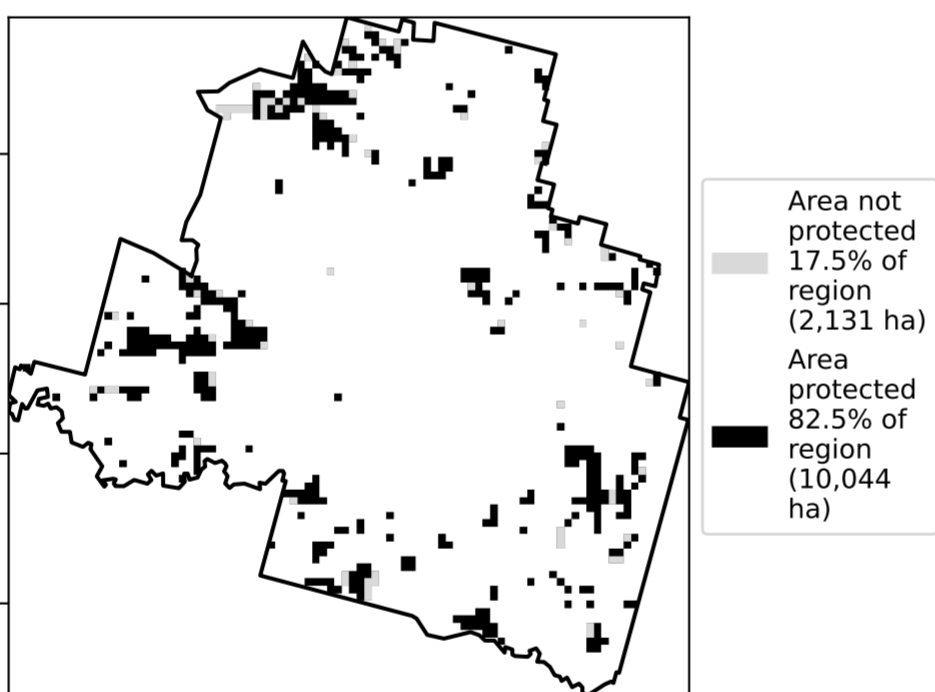 Area not
protected
17.5% of
region
(2,131 ha)
Area
protected
82.5% of
region
(10,044
ha)